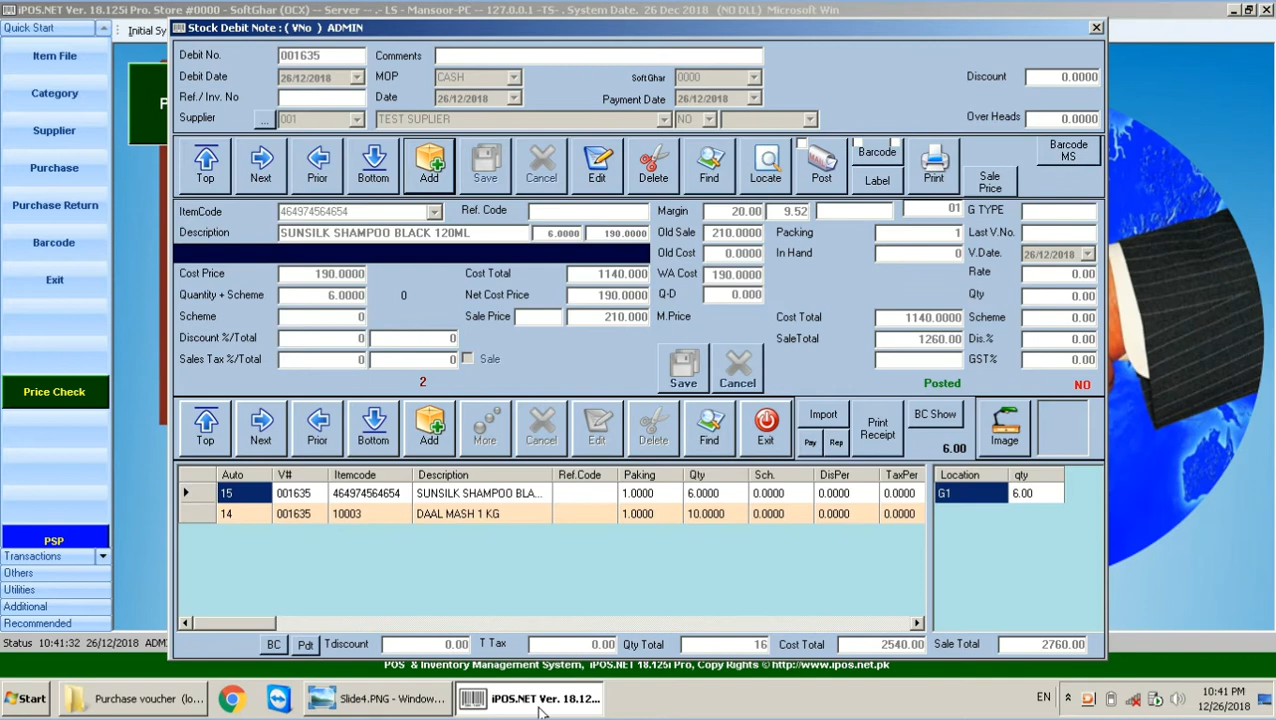 iPOS.NET Ver. 18.125i Pro. Store #0000 - SoftGhar (OCX) -- Server -- .- LS - Mansoor-PC - 127.0.0.1 -TS- . System Date. 26 Dec 2018 (NO DLL) Microsoft Win
Quick Start
Initial Sy
Item File
Category
Supplier
Purchase
Purchase Return
Barcode
Exit
Price Check
PSP
Transactions
Others
Utilities
Additional
Recommended
Stock Debit Note : ( VNo ) ADMIN
Debit No. 001635 Comments
Debit Date 26/12/2018 MOP CASH SoftGhar 0000 Discount 0.0000
Ref./ Inv. No Date 26/12/2018 Payment Date 26/12/2018
Supplier ... 001 TEST SUPLIER NO Over Heads 0.0000
Top Next Prior Bottom Add Save Cancel Edit Delete Find Locate Post Barcode Label Print Sale Price Barcode MS
ItemCode 464974564654 Ref. Code Margin 20.00 9.52 01 G TYPE
Description SUNSILK SHAMPOO BLACK 120ML 6.0000 190.0000 Old Sale 210.0000 Packing 1 Last V.No.
Old Cost 0.0000 In Hand 0 V.Date. 26/12/2018
Cost Price 190.0000 Cost Total 1140.000 WA Cost 190.0000 Rate 0.00
Quantity + Scheme 6.0000 0 Net Cost Price 190.0000 Q-D 0.000 Qty 0.00
Scheme 0 Sale Price 210.000 M.Price Cost Total 1140.0000 Scheme 0.00
Discount %/Total 0 0 SaleTotal 1260.00 Dis.% 0.00
Sales Tax %/Total 0 0 Sale GST% 0.00
2 Save Cancel Posted NO
Top Next Prior Bottom Add More Cancel Edit Delete Find Exit Import Pay Rep Print Receipt BC Show 6.00 Image
Auto V# Itemcode Description Ref.Code Paking Qty Sch. DisPer TaxPer Location qty
15 001635 464974564654 SUNSILK SHAMPOO BLA... 1.0000 6.0000 0.0000 0.0000 0.0000 G1 6.00
14 001635 10003 DAAL MASH 1 KG 1.0000 10.0000 0.0000 0.0000 0.0000
BC Pdt Tdiscount 0.00 T Tax 0.00 Qty Total 16 Cost Total 2540.00 Sale Total 2760.00
Status 10:41:32 26/12/2018 ADM
POS & Inventory Management System, iPOS.NET 18.125i Pro, Copy Rights © http://www.ipos.net.pk
Start Purchase voucher (lo... Slide4.PNG - Window... iPOS.NET Ver. 18.12... EN 10:41 PM
12/26/2018